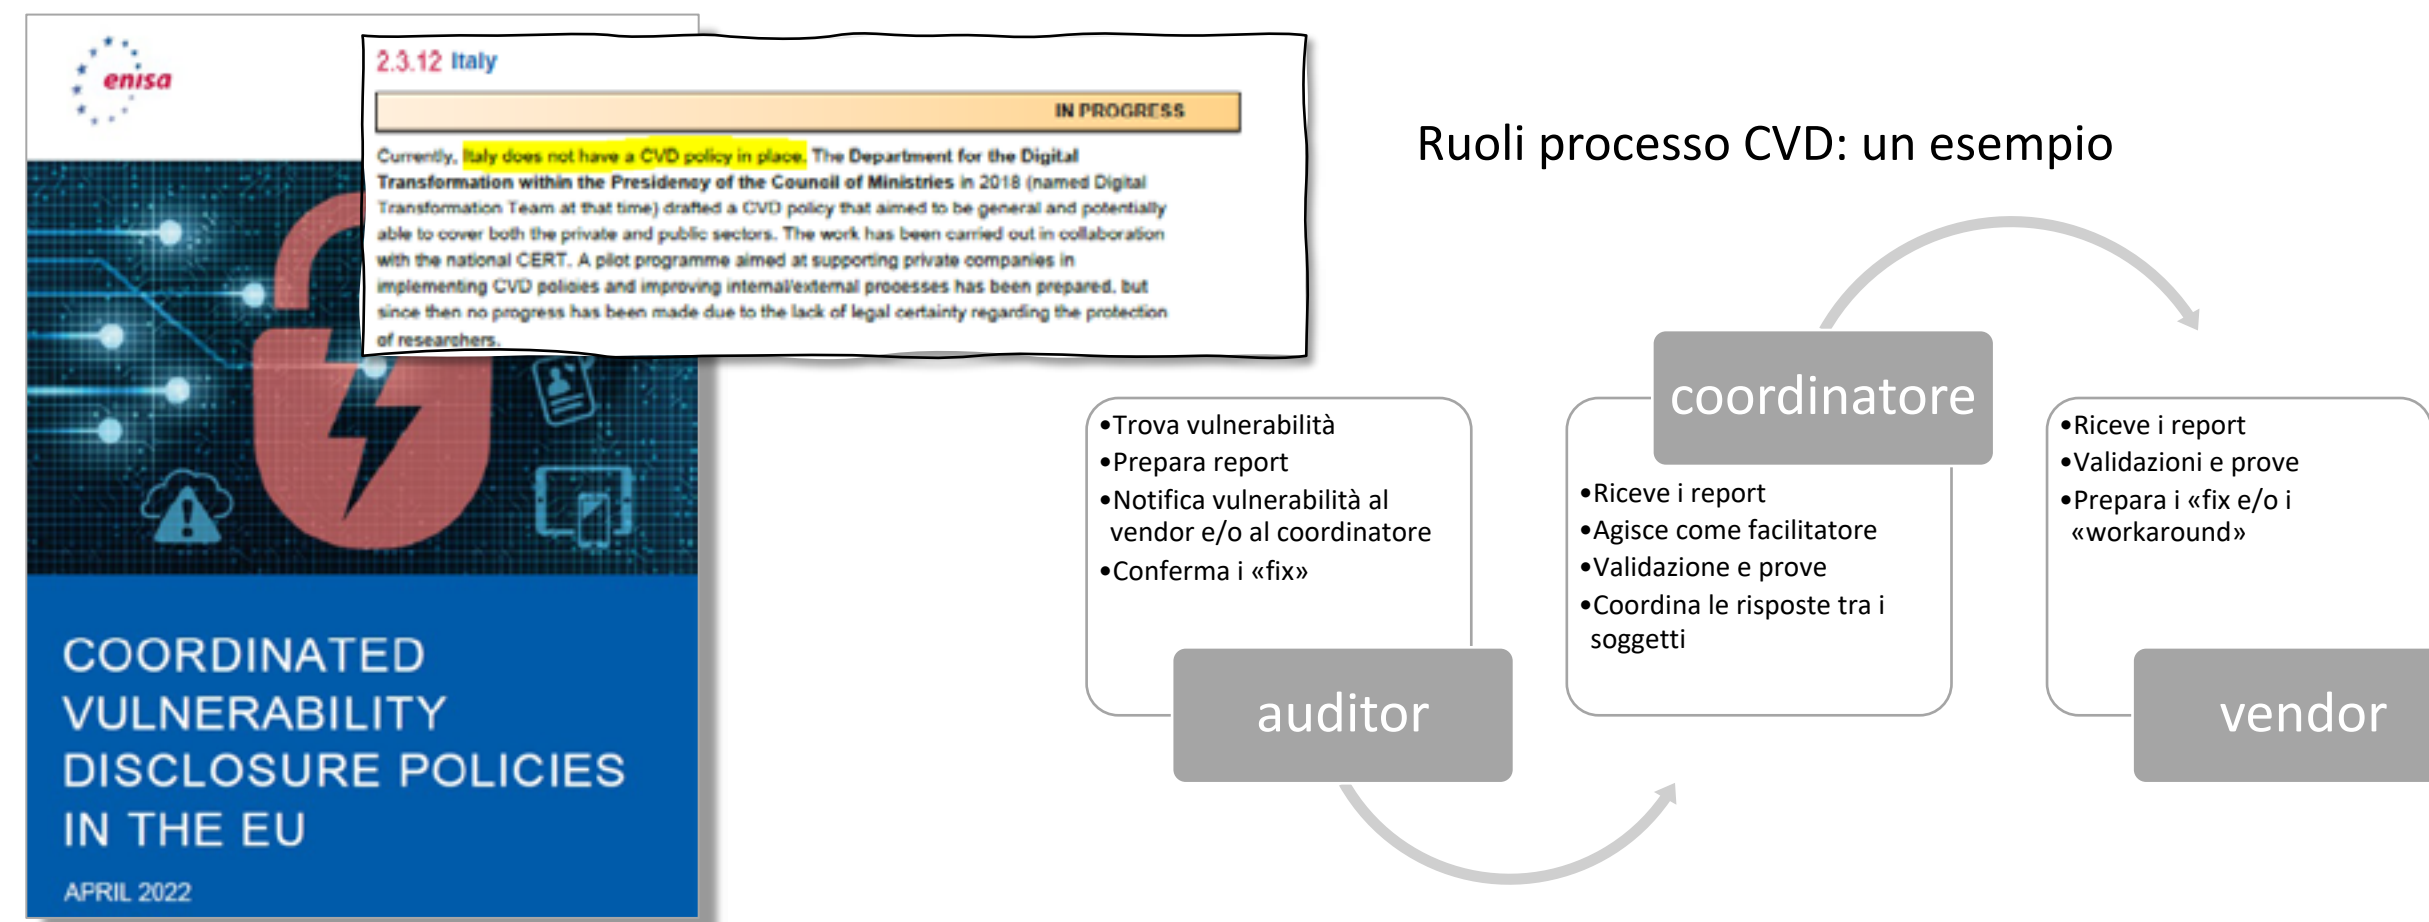 enisa
2.3.12 Italy
IN PROGRESS
Currently, Italy does not have a CVD policy in place. The Department for the Digital
Transformation within the Presidency of the Council of Ministries in 2018 (named Digital
Transformation Team at that time) drafted a CVD policy that aimed to be general and potentially
able to cover both the private and public sectors. The work has been carried out in collaboration
with the national CERT. A pilot programme aimed at supporting private companies in
implementing CVD policies and improving internal/external processes has been prepared, but
since then no progress has been made due to the lack of legal certainty regarding the protection
of researchers.
COORDINATED
VULNERABILITY
DISCLOSURE POLICIES
IN THE EU
APRIL 2022
Ruoli processo CVD: un esempio
•Trova vulnerabilità
•Prepara report
•Notifica vulnerabilità al
vendor e/o al coordinatore
•Conferma i «fix»
auditor
coordinatore
•Riceve i report
•Agisce come facilitatore
•Validazione e prove
•Coordina le risposte tra i
soggetti
•Riceve i report
•Validazioni e prove
•Prepara i «fix e/o i
«workaround»
vendor